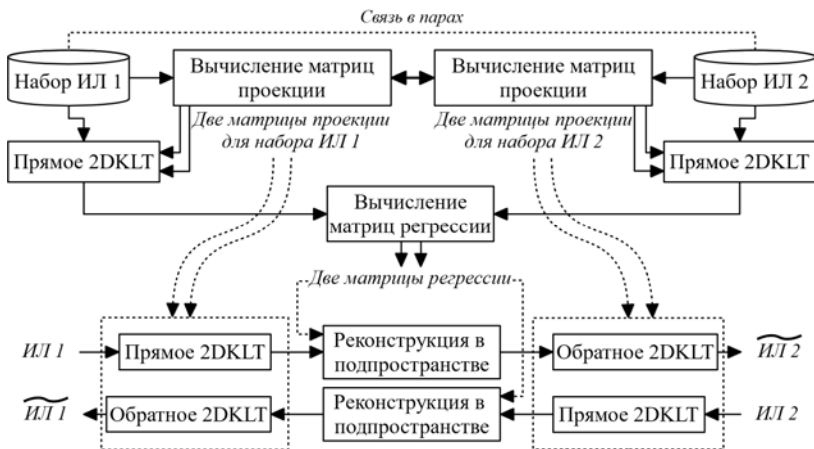 Связь в парах
Набор ИЛ 1
Вычисление матриц
проекции
Вычисление матриц
проекции
Набор ИЛ 2
Две матрицы проекции
для набора ИЛ 1
Две матрицы проекции
для набора ИЛ 2
Прямое 2DKLT
Прямое 2DKLT
Вычисление
матриц регрессии
Две матрицы регрессии
ИЛ 1
Прямое 2DKLT
Реконструкция в
подпространстве
Обратное 2DKLT
ИЛ 2
ИЛ 1
Обратное 2DKLT
Реконструкция в
подпространстве
Прямое 2DKLT
ИЛ 2